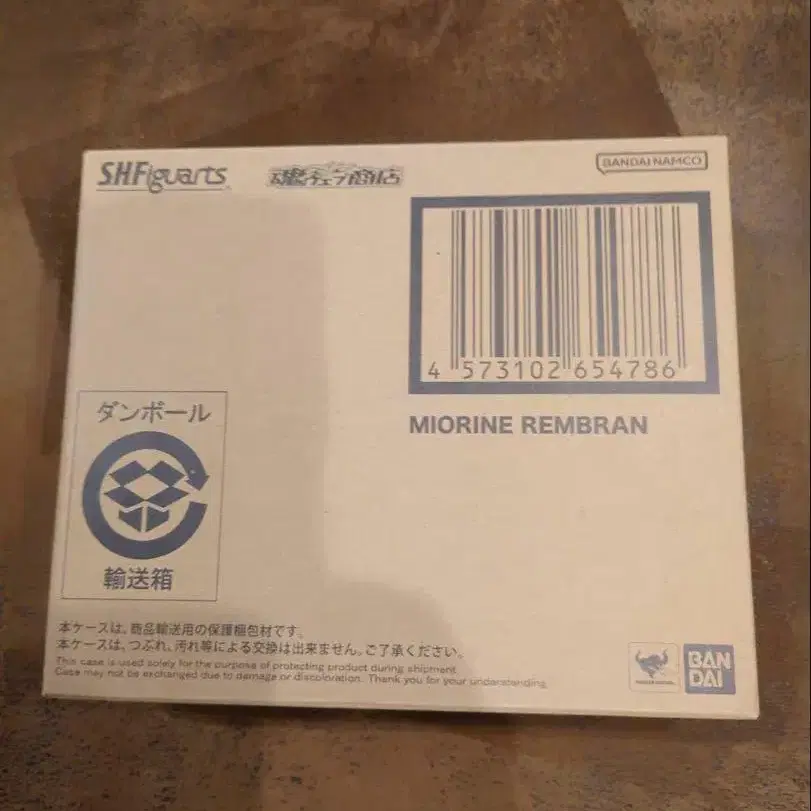 S.H.Figuarts
魂ウェブ商店
BANDAI NAMCO
4 573102 654786
MIORINE REMBRAN
ダンボール
輸送箱
本ケースは、商品輸送用の保護梱包材です。
本ケースは、つぶれ、汚れ等による交換は出来ません。ご了承ください。
This case is used solely for the purpose of protecting product during shipment.
Case may not be exchanged due to damage or discoloration. Thank you for your understanding.
BAN
DAI